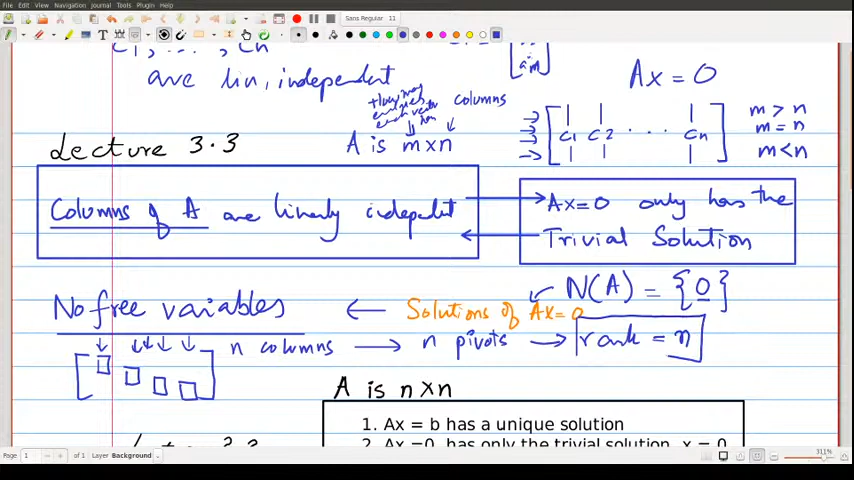 File Edit View Navigation Journal Tools Plugin Help
Sans Regular 11
C1, ... , Cn
are lin, independent
Ax = 0
columns
A is m×n
C1 C2 . . . Cn
m > n
m = n
m < n
Lecture 3.3
Columns of A are linearly independent
Ax=0 only has the
Trivial Solution
N(A) = {0}
No free variables
Solutions of Ax=0
n columns
n pivots
rank = n
A is n×n
1. Ax = b has a unique solution
2. Ax =0 has only the trivial solution, x = 0
Page 1 of 1 Layer Background
311%